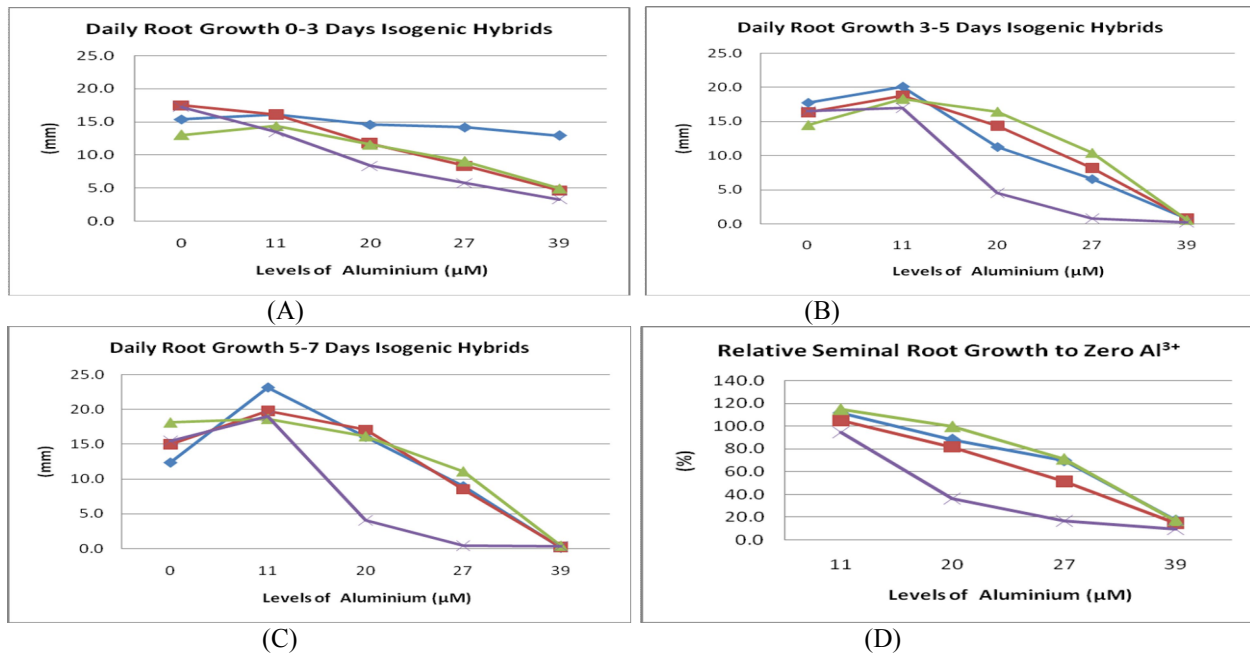 Daily Root Growth 0-3 Days Isogenic Hybrids
25.0
20.0
15.0
10.0
5.0
0.0
(mm)
0 11 20 27 39
Levels of Aluminium (µM)
(A)
Daily Root Growth 3-5 Days Isogenic Hybrids
25.0
20.0
15.0
10.0
5.0
0.0
(mm)
0 11 20 27 39
Levels of Aluminium (µM)
(B)
Daily Root Growth 5-7 Days Isogenic Hybrids
25.0
20.0
15.0
10.0
5.0
0.0
(mm)
0 11 20 27 39
Levels of Aluminium (µM)
(C)
Relative Seminal Root Growth to Zero Al³⁺
140.0
120.0
100.0
80.0
60.0
40.0
20.0
0.0
(%)
11 20 27 39
Levels of Aluminium (µM)
(D)